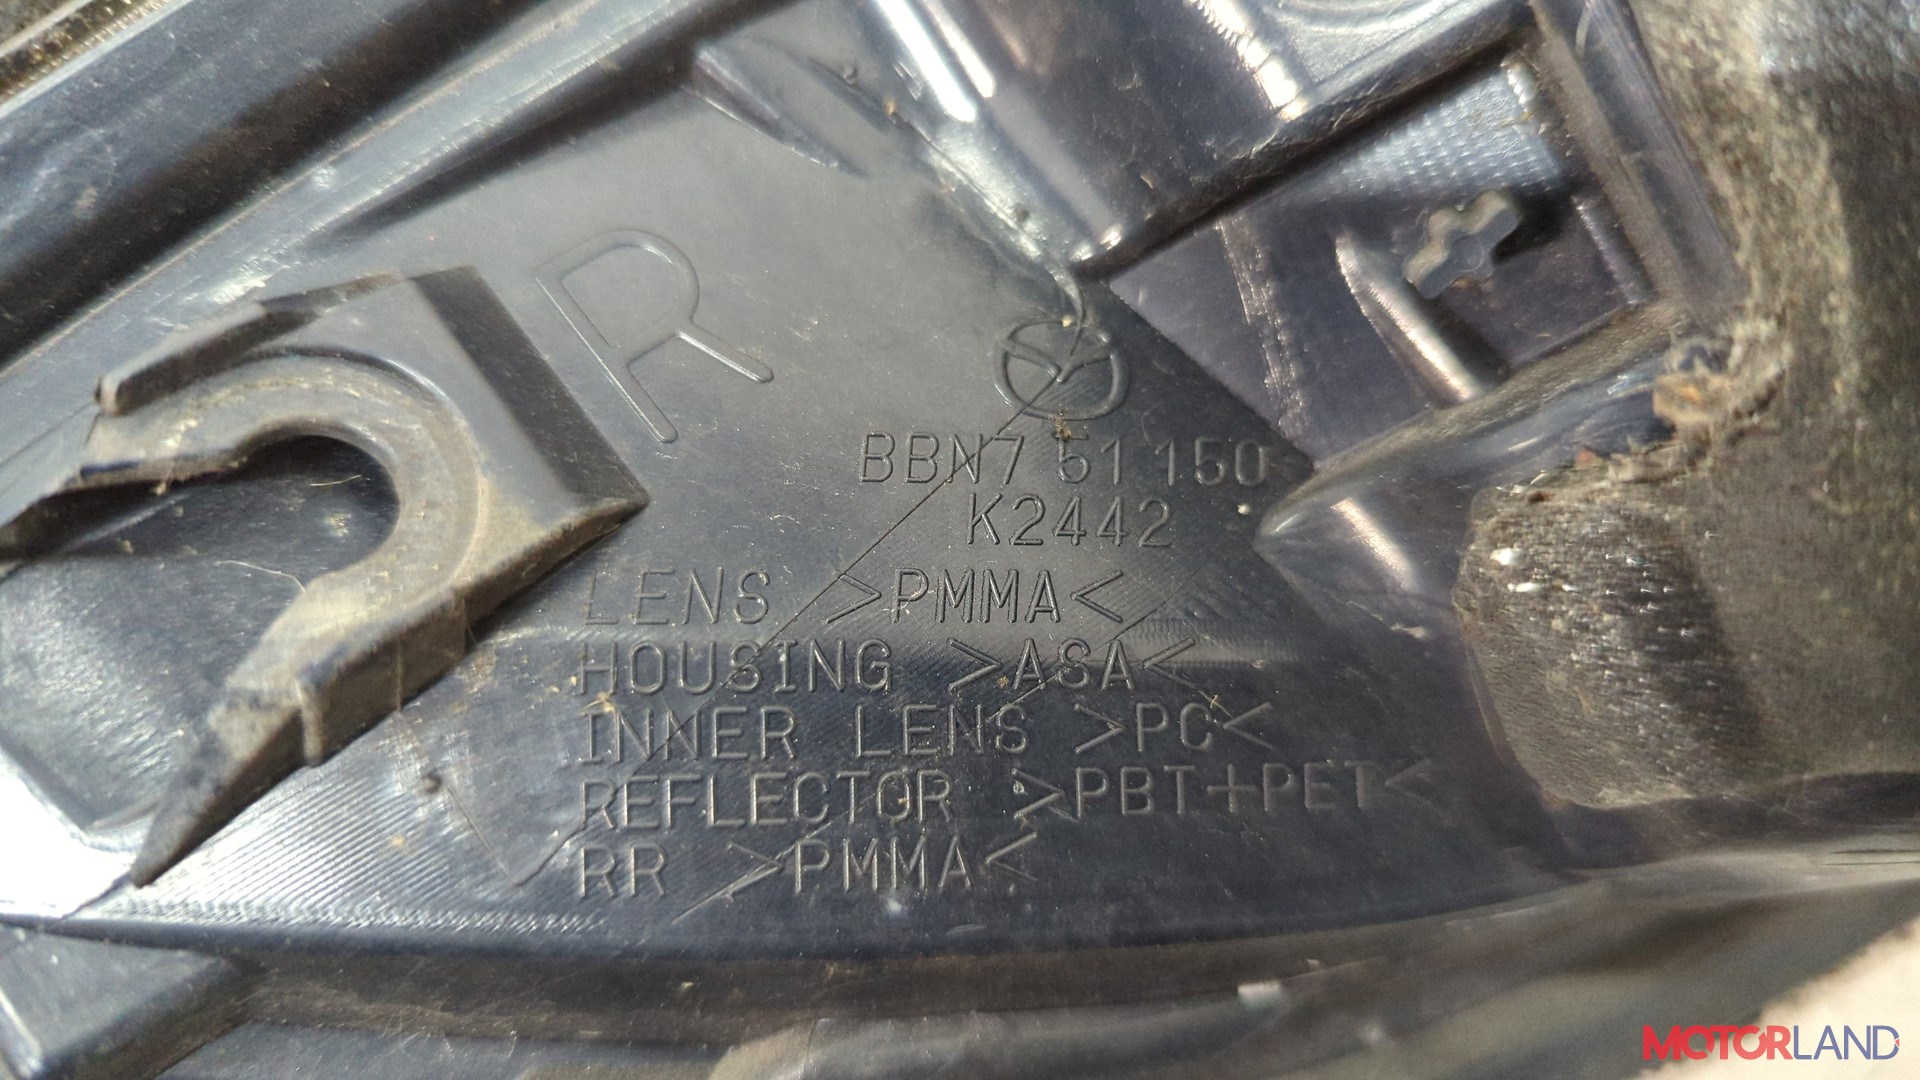 R
BBN7 51 150
K2442
LENS >PMMA<
HOUSING >ASA<
INNER LENS >PC<
REFLECTOR >PBT+PET<
RR >PMMA<
MOTORLAND